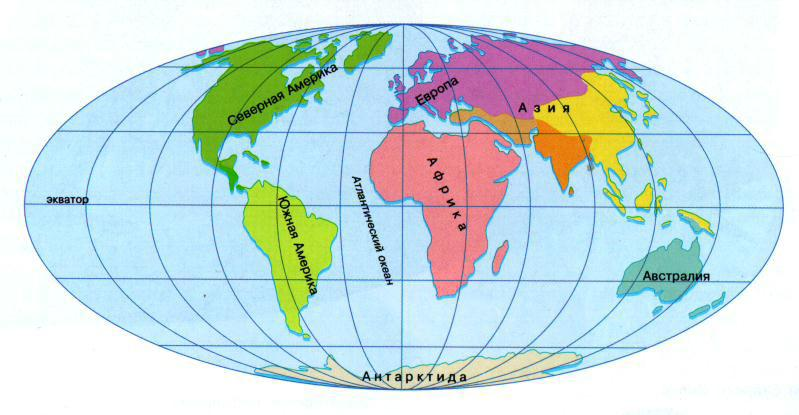 Северная Америка
Европа
Азия
Африка
экватор
Атлантический океан
Южная Америка
Австралия
Антарктида